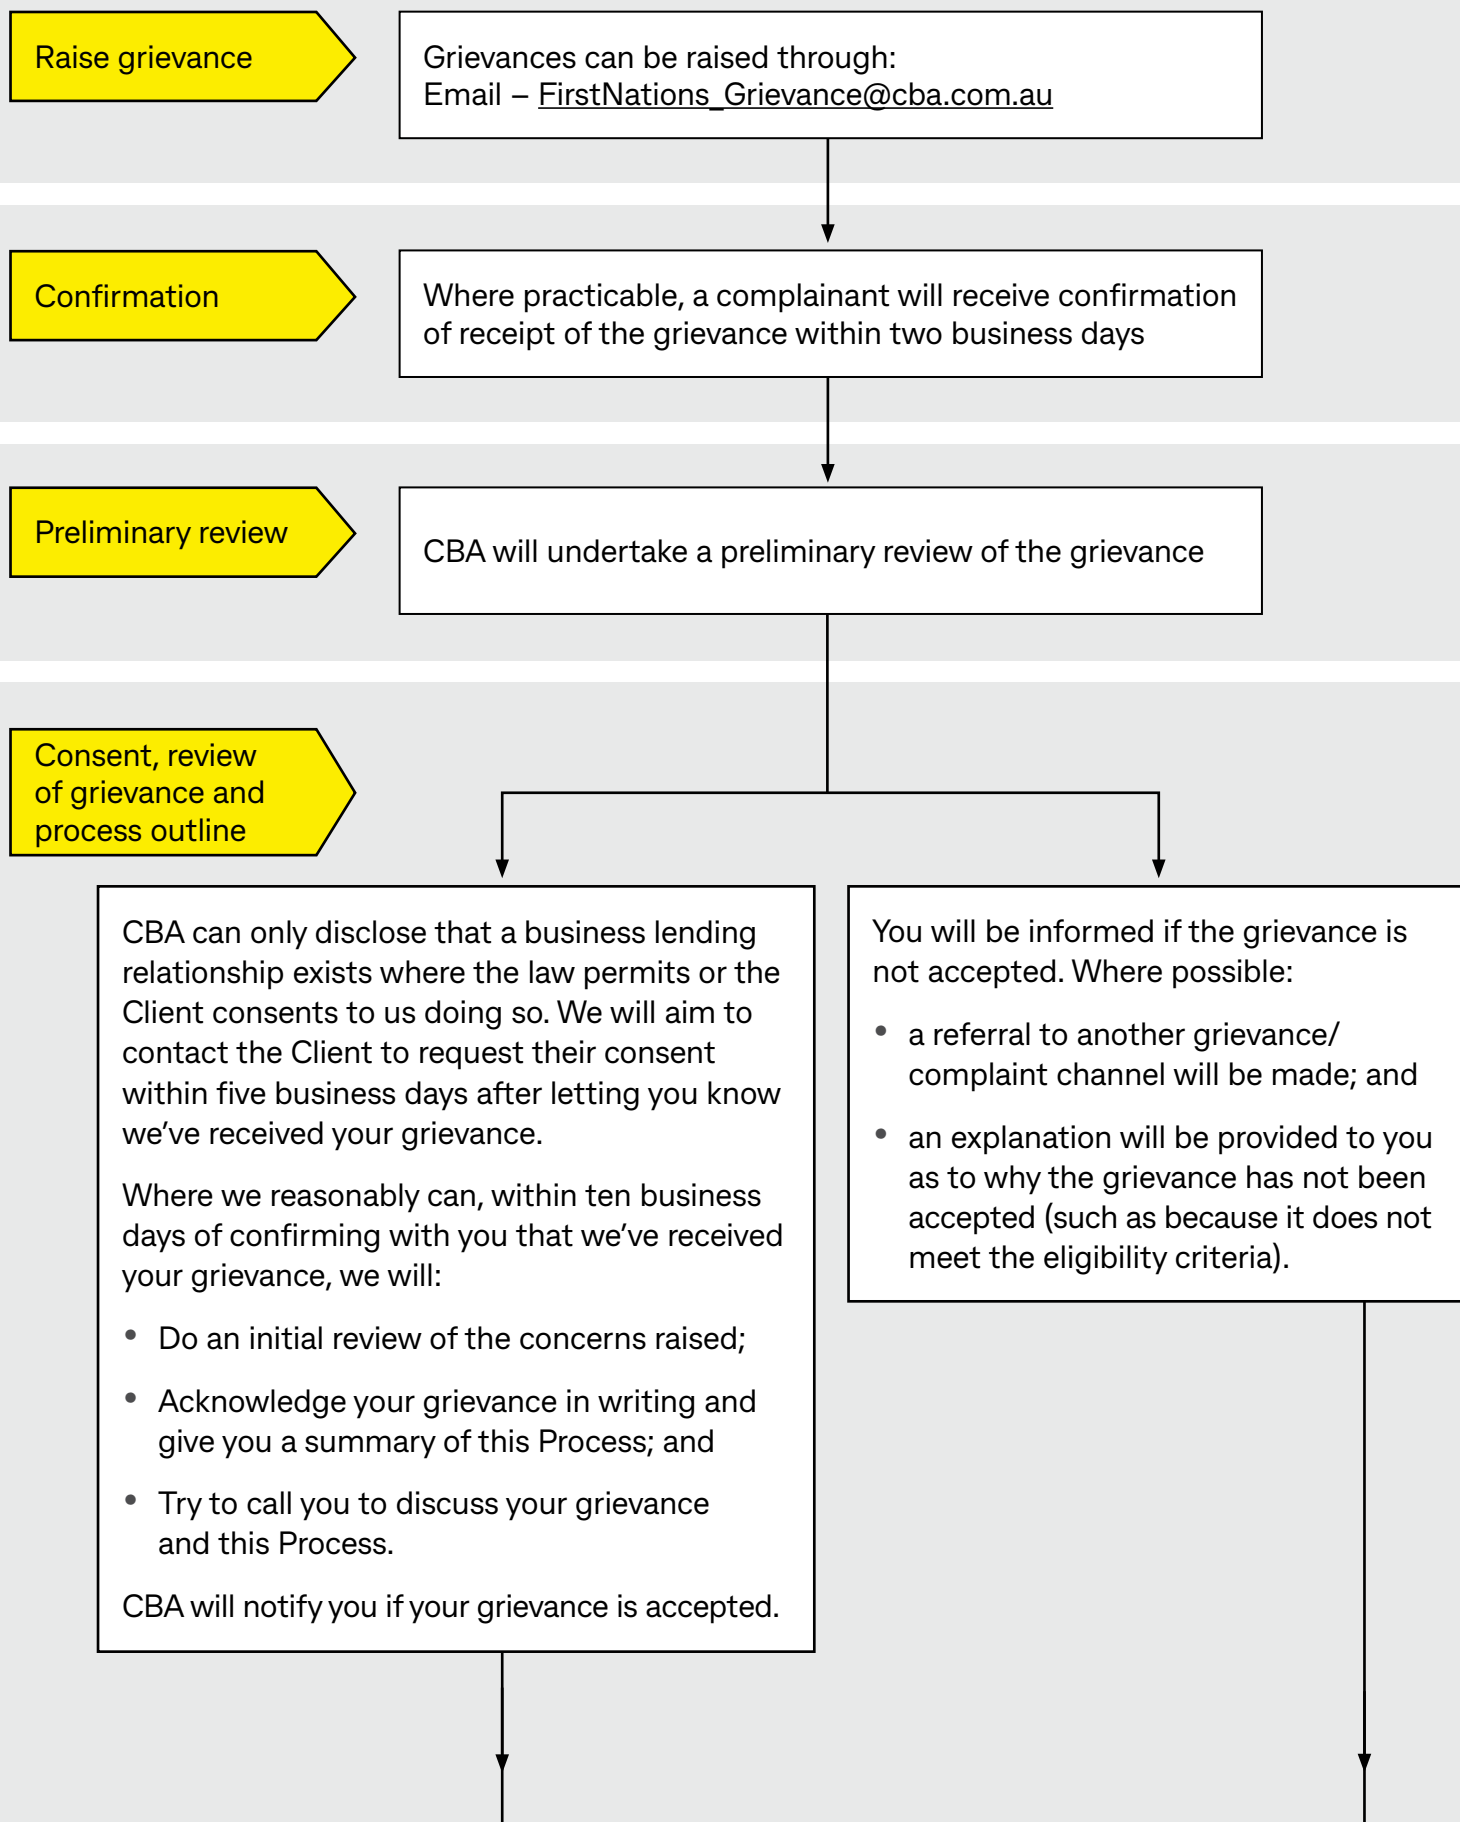 Raise grievance
Grievances can be raised through:
Email – FirstNations_Grievance@cba.com.au
Confirmation
Where practicable, a complainant will receive confirmation
of receipt of the grievance within two business days
Preliminary review
CBA will undertake a preliminary review of the grievance
Consent, review
of grievance and
process outline
CBA can only disclose that a business lending
relationship exists where the law permits or the
Client consents to us doing so. We will aim to
contact the Client to request their consent
within five business days after letting you know
we’ve received your grievance.
Where we reasonably can, within ten business
days of confirming with you that we’ve received
your grievance, we will:
• Do an initial review of the concerns raised;
• Acknowledge your grievance in writing and
give you a summary of this Process; and
• Try to call you to discuss your grievance
and this Process.
CBA will notify you if your grievance is accepted.
You will be informed if the grievance is
not accepted. Where possible:
• a referral to another grievance/
complaint channel will be made; and
• an explanation will be provided to you
as to why the grievance has not been
accepted (such as because it does not
meet the eligibility criteria).